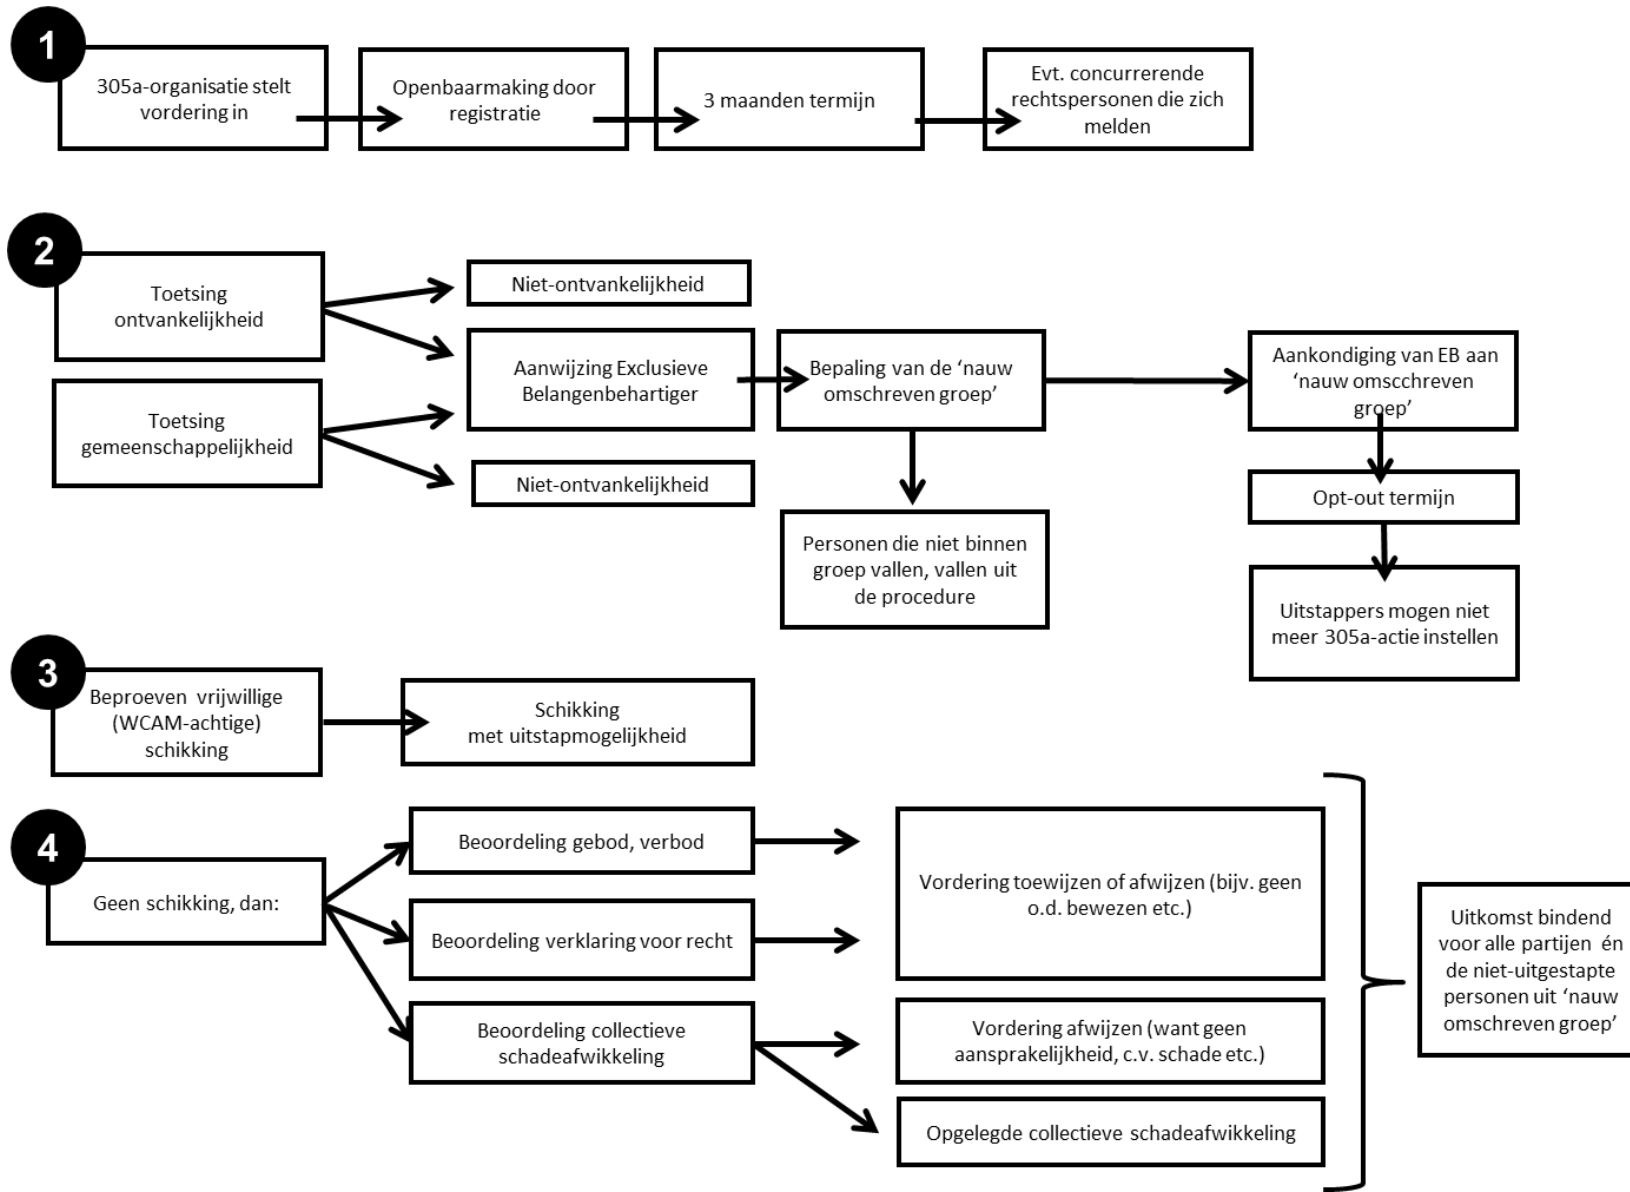 1
305a-organisatie stelt
vordering in
Openbaarmaking door
registratie
3 maanden termijn
Evt. concurrerende
rechtspersonen die zich
melden
2
Toetsing
ontvankelijkheid
Toetsing
gemeenschappelijkheid
Niet-ontvankelijkheid
Aanwijzing Exclusieve
Belangenbehartiger
Niet-ontvankelijkheid
Bepaling van de ‘nauw
omschreven groep’
Personen die niet binnen
groep vallen, vallen uit
de procedure
Aankondiging van EB aan
‘nauw omscchreven
groep’
Opt-out termijn
Uitstappers mogen niet
meer 305a-actie instellen
3
Beproeven vrijwillige
(WCAM-achtige)
schikking
Schikking
met uitstapmogelijkheid
4
Geen schikking, dan:
Beoordeling gebod, verbod
Beoordeling verklaring voor recht
Beoordeling collectieve
schadeafwikkeling
Vordering toewijzen of afwijzen (bijv. geen
o.d. bewezen etc.)
Vordering afwijzen (want geen
aansprakelijkheid, c.v. schade etc.)
Opgelegde collectieve schadeafwikkeling
Uitkomst bindend
voor alle partijen én
de niet-uitgestapte
personen uit ‘nauw
omschreven groep’